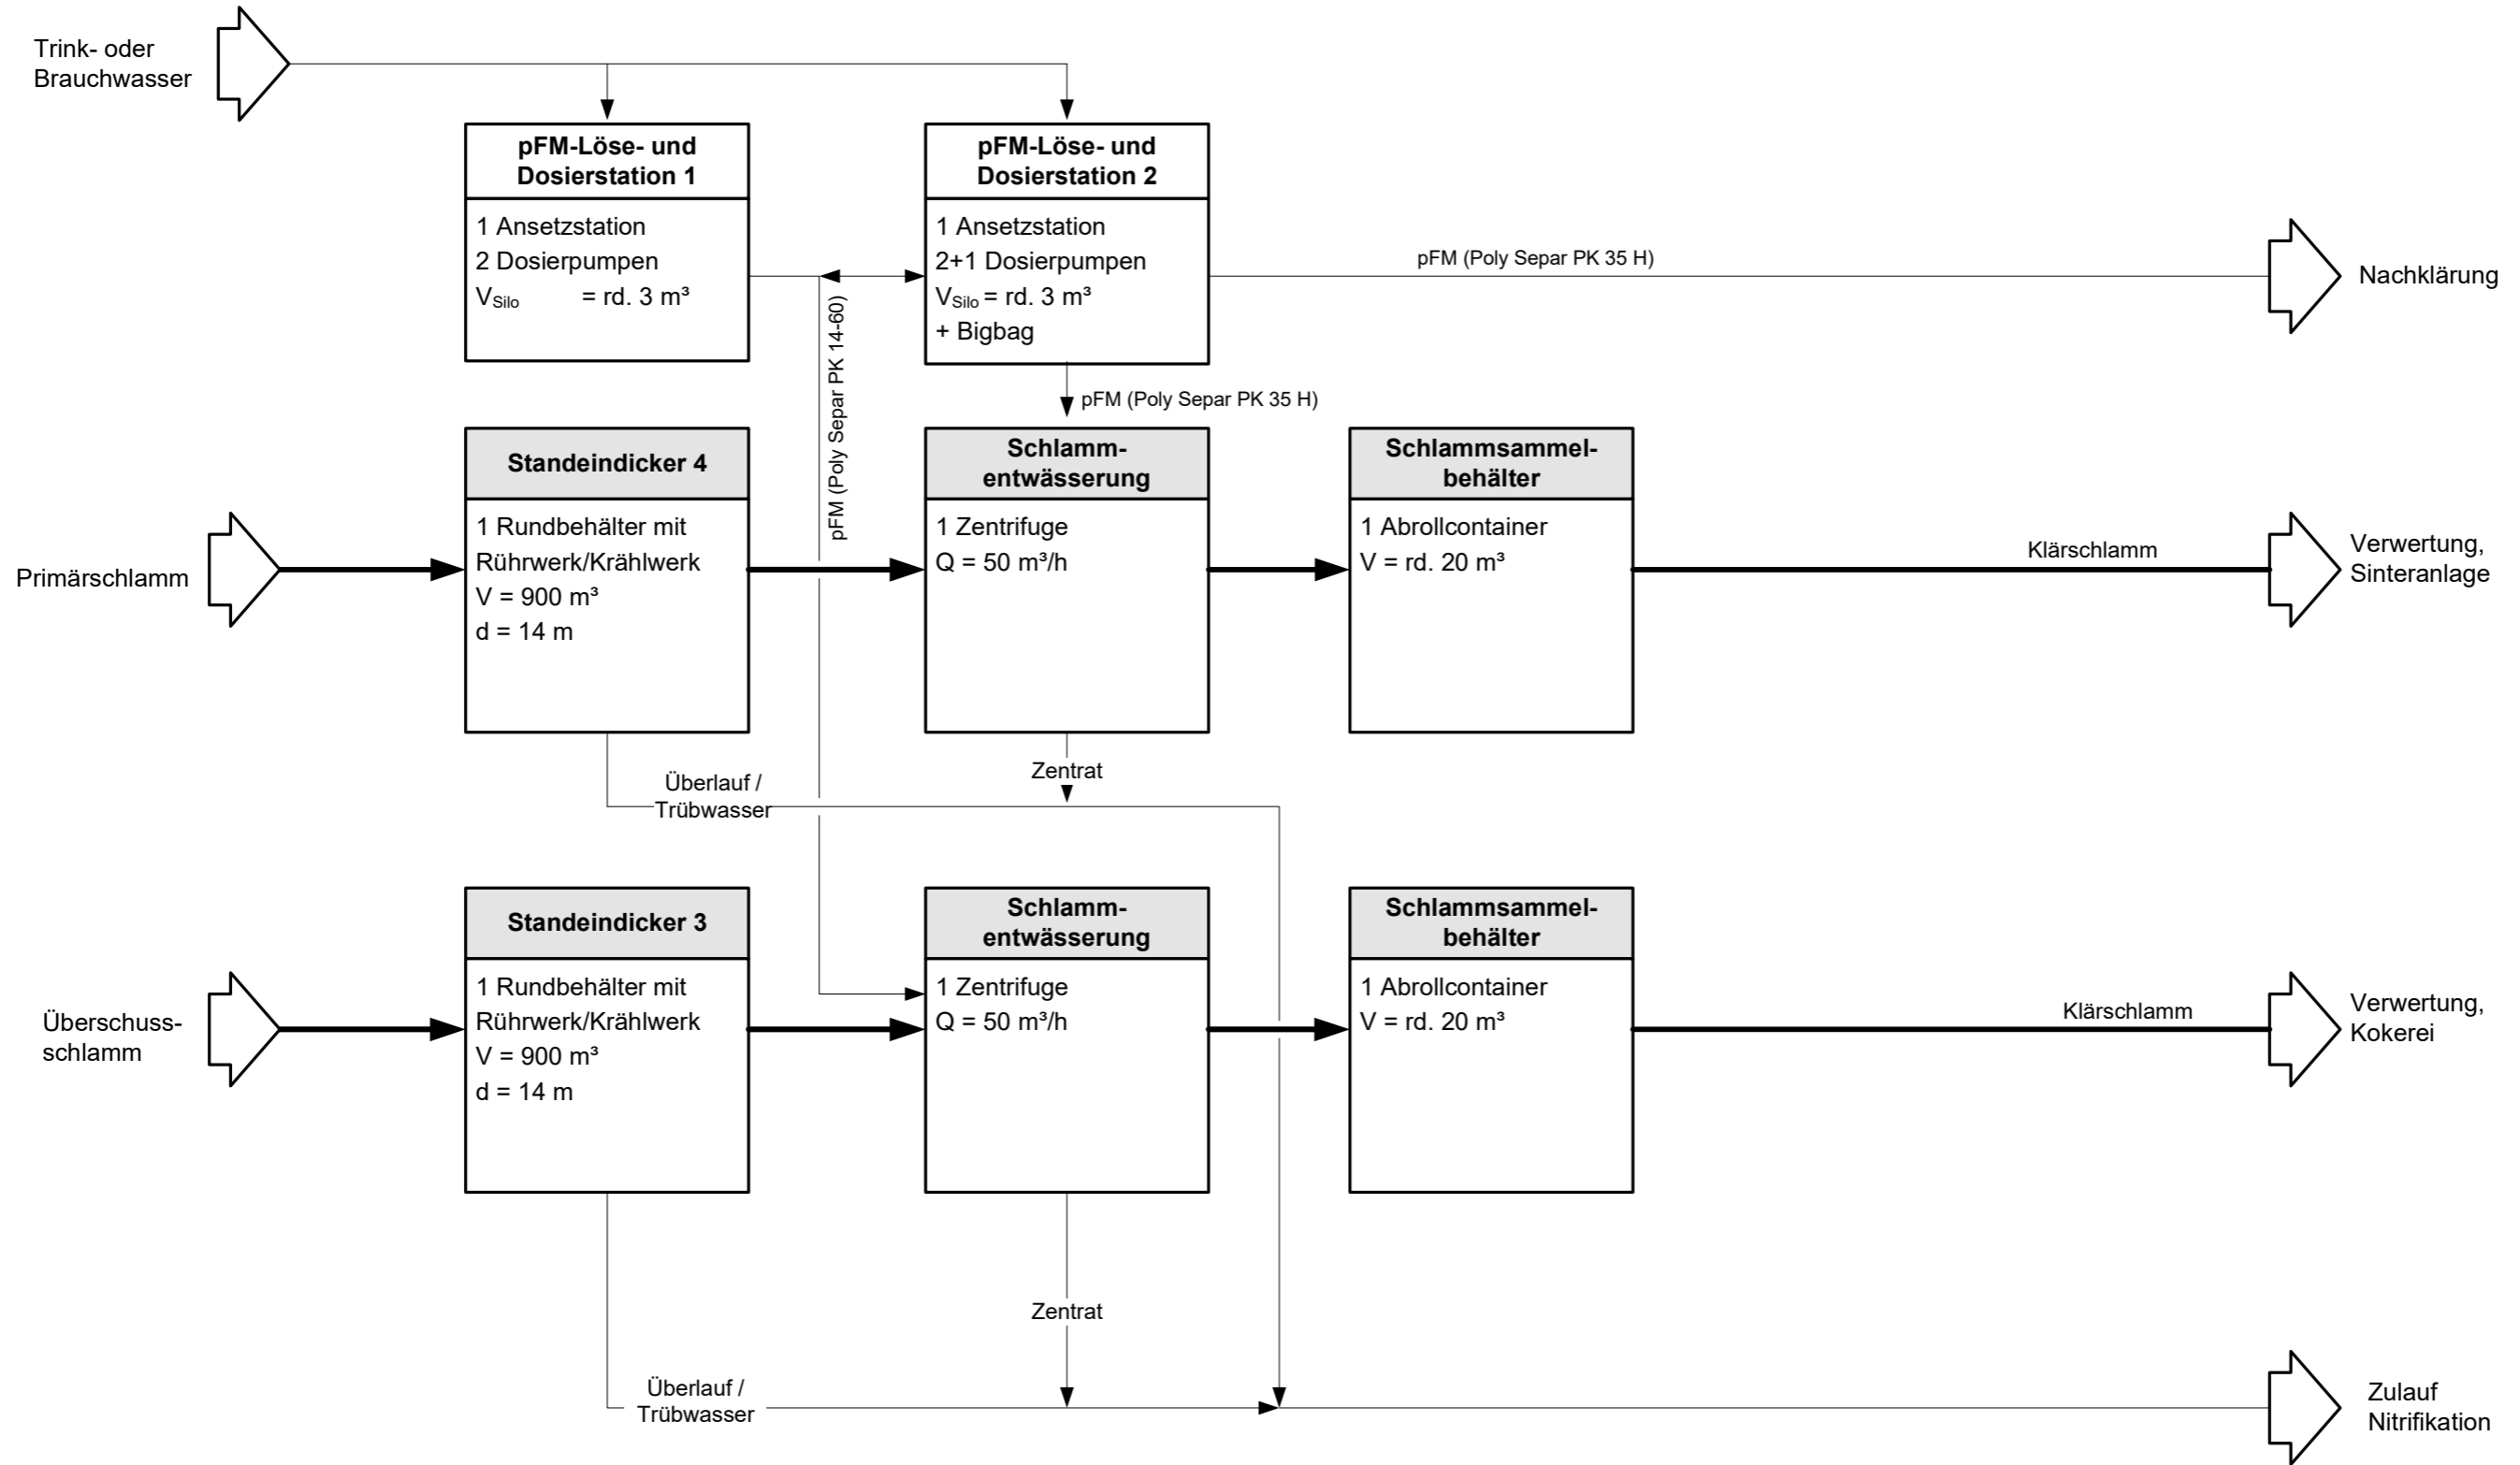 Trink- oder
Brauchwasser
pFM-Löse- und
Dosierstation 1
1 Ansetzstation
2 Dosierpumpen
VSilo = rd. 3 m³
pFM-Löse- und
Dosierstation 2
1 Ansetzstation
2+1 Dosierpumpen
VSilo = rd. 3 m³
+ Bigbag
pFM (Poly Separ PK 35 H)
Nachklärung
pFM (Poly Separ PK 14-60)
pFM (Poly Separ PK 35 H)
Primärschlamm
Standeindicker 4
1 Rundbehälter mit
Rührwerk/Krählwerk
V = 900 m³
d = 14 m
Schlamm-
entwässerung
1 Zentrifuge
Q = 50 m³/h
Schlammsammel-
behälter
1 Abrollcontainer
V = rd. 20 m³
Klärschlamm
Verwertung,
Sinteranlage
Überlauf /
Trübwasser
Zentrat
Überschuss-
schlamm
Standeindicker 3
1 Rundbehälter mit
Rührwerk/Krählwerk
V = 900 m³
d = 14 m
Schlamm-
entwässerung
1 Zentrifuge
Q = 50 m³/h
Schlammsammel-
behälter
1 Abrollcontainer
V = rd. 20 m³
Klärschlamm
Verwertung,
Kokerei
Zentrat
Überlauf /
Trübwasser
Zulauf
Nitrifikation